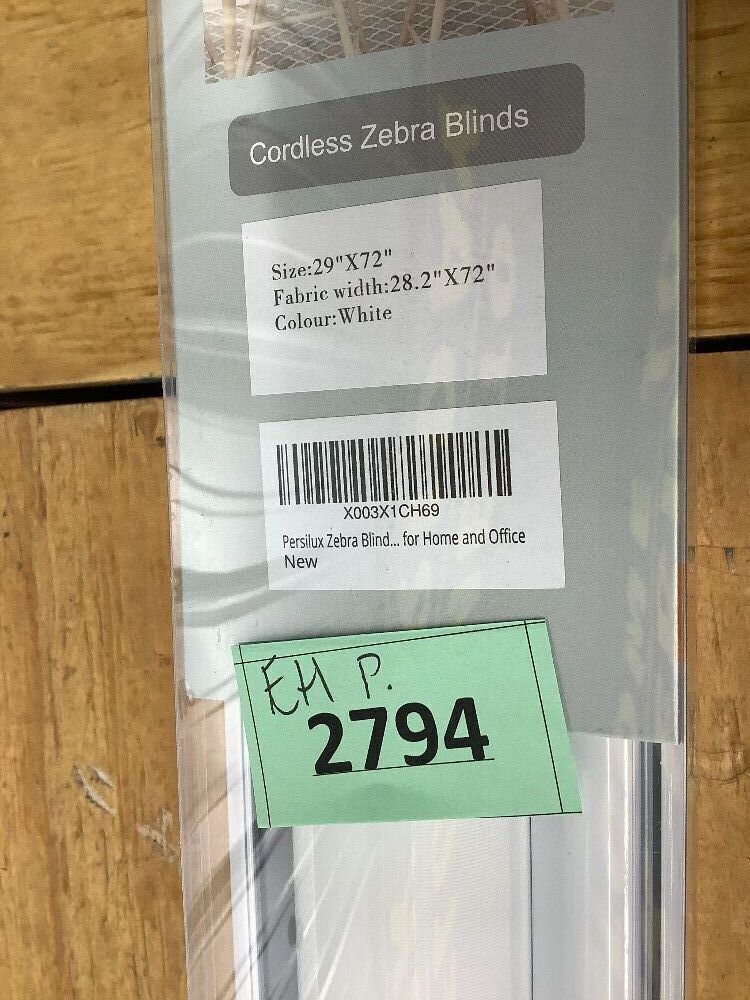 Cordless Zebra Blinds
Size:29"X72"
Fabric width:28.2"X72"
Colour:White
X003X1CH69
Persilux Zebra Blind... for Home and Office
New
EH P.
2794